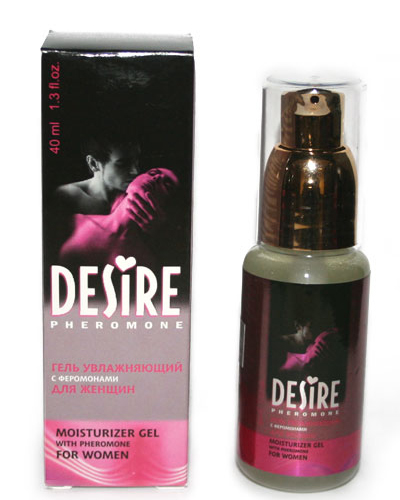 40 ml 1.3 fl.oz.
DESIRE
PHEROMONE
ГЕЛЬ УВЛАЖНЯЮЩИЙ
С ФЕРОМОНАМИ
ДЛЯ ЖЕНЩИН
MOISTURIZER GEL
WITH PHEROMONE
FOR WOMEN
DESIRE
PHEROMONE
С ФЕРОМОНАМИ
MOISTURIZER GEL
WITH PHEROMONE
FOR WOMEN